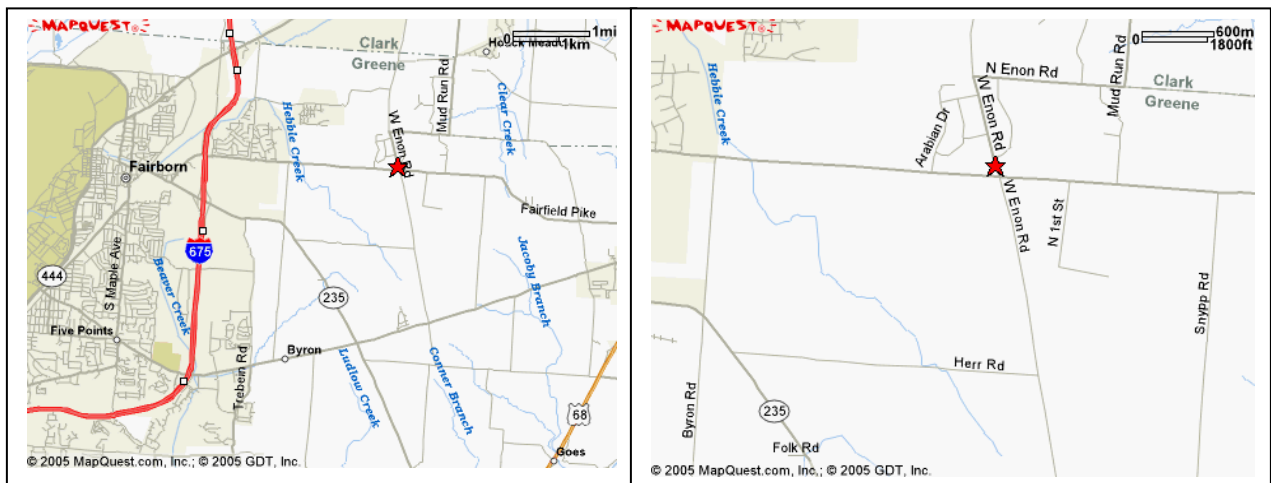 MAPQUEST®
0 1mi
1km
Clark
Greene
Mud Run Rd
Hebble Creek
Clear Creek
W Enon Rd
Fairborn
Fairfield Pike
675
S Maple Ave
Beaver Creek
444
235
Jacoby Branch
Five Points
Byron
Trebein Rd
Ludlow Creek
Conner Branch
68
Goes
© 2005 MapQuest.com, Inc.; © 2005 GDT, Inc.
MAPQUEST®
600m
0 1800ft
N Enon Rd
Mud Run Rd
Clark
Greene
Hebble Creek
W Enon Rd
Arabian Dr
W Enon Rd
N 1st St
Snypp Rd
Herr Rd
Byron Rd
235
Folk Rd
© 2005 MapQuest.com, Inc.; © 2005 GDT, Inc.